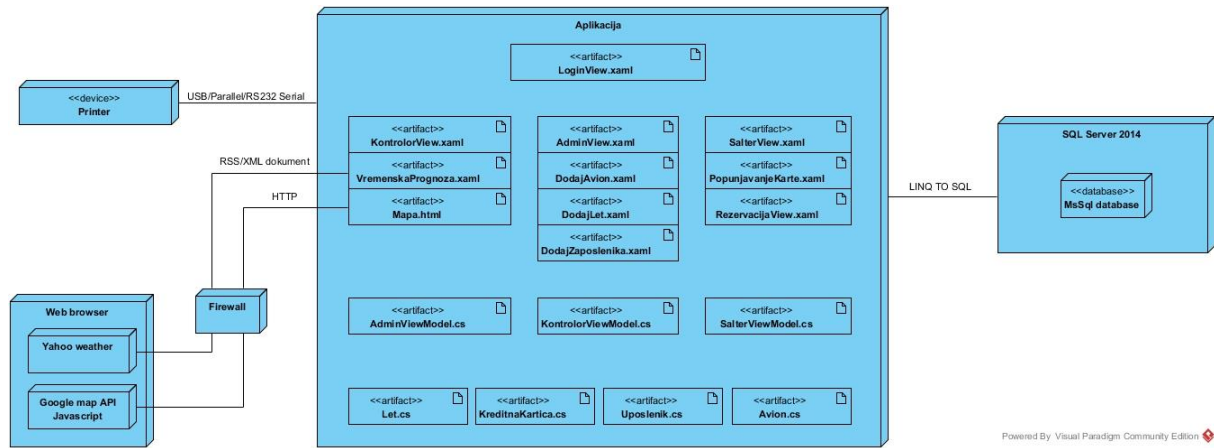 Aplikacija
<<artifact>>
LoginView.xaml
<<device>>
Printer
USB/Parallel/RS232 Serial
<<artifact>>
KontrolorView.xaml
<<artifact>>
VremenskaPrognoza.xaml
<<artifact>>
Mapa.html
<<artifact>>
AdminView.xaml
<<artifact>>
DodajAvion.xaml
<<artifact>>
DodajLet.xaml
<<artifact>>
DodajZaposlenika.xaml
<<artifact>>
SalterView.xaml
<<artifact>>
PopunjavanjeKarte.xaml
<<artifact>>
RezervacijaView.xaml
RSS/XML dokument
HTTP
LINQ TO SQL
SQL Server 2014
<<database>>
MsSql database
Web browser
Yahoo weather
Google map API
Javascript
Firewall
<<artifact>>
AdminViewModel.cs
<<artifact>>
KontrolorViewModel.cs
<<artifact>>
SalterViewModel.cs
<<artifact>>
Let.cs
<<artifact>>
KreditnaKartica.cs
<<artifact>>
Uposlenik.cs
<<artifact>>
Avion.cs
Powered By Visual Paradigm Community Edition